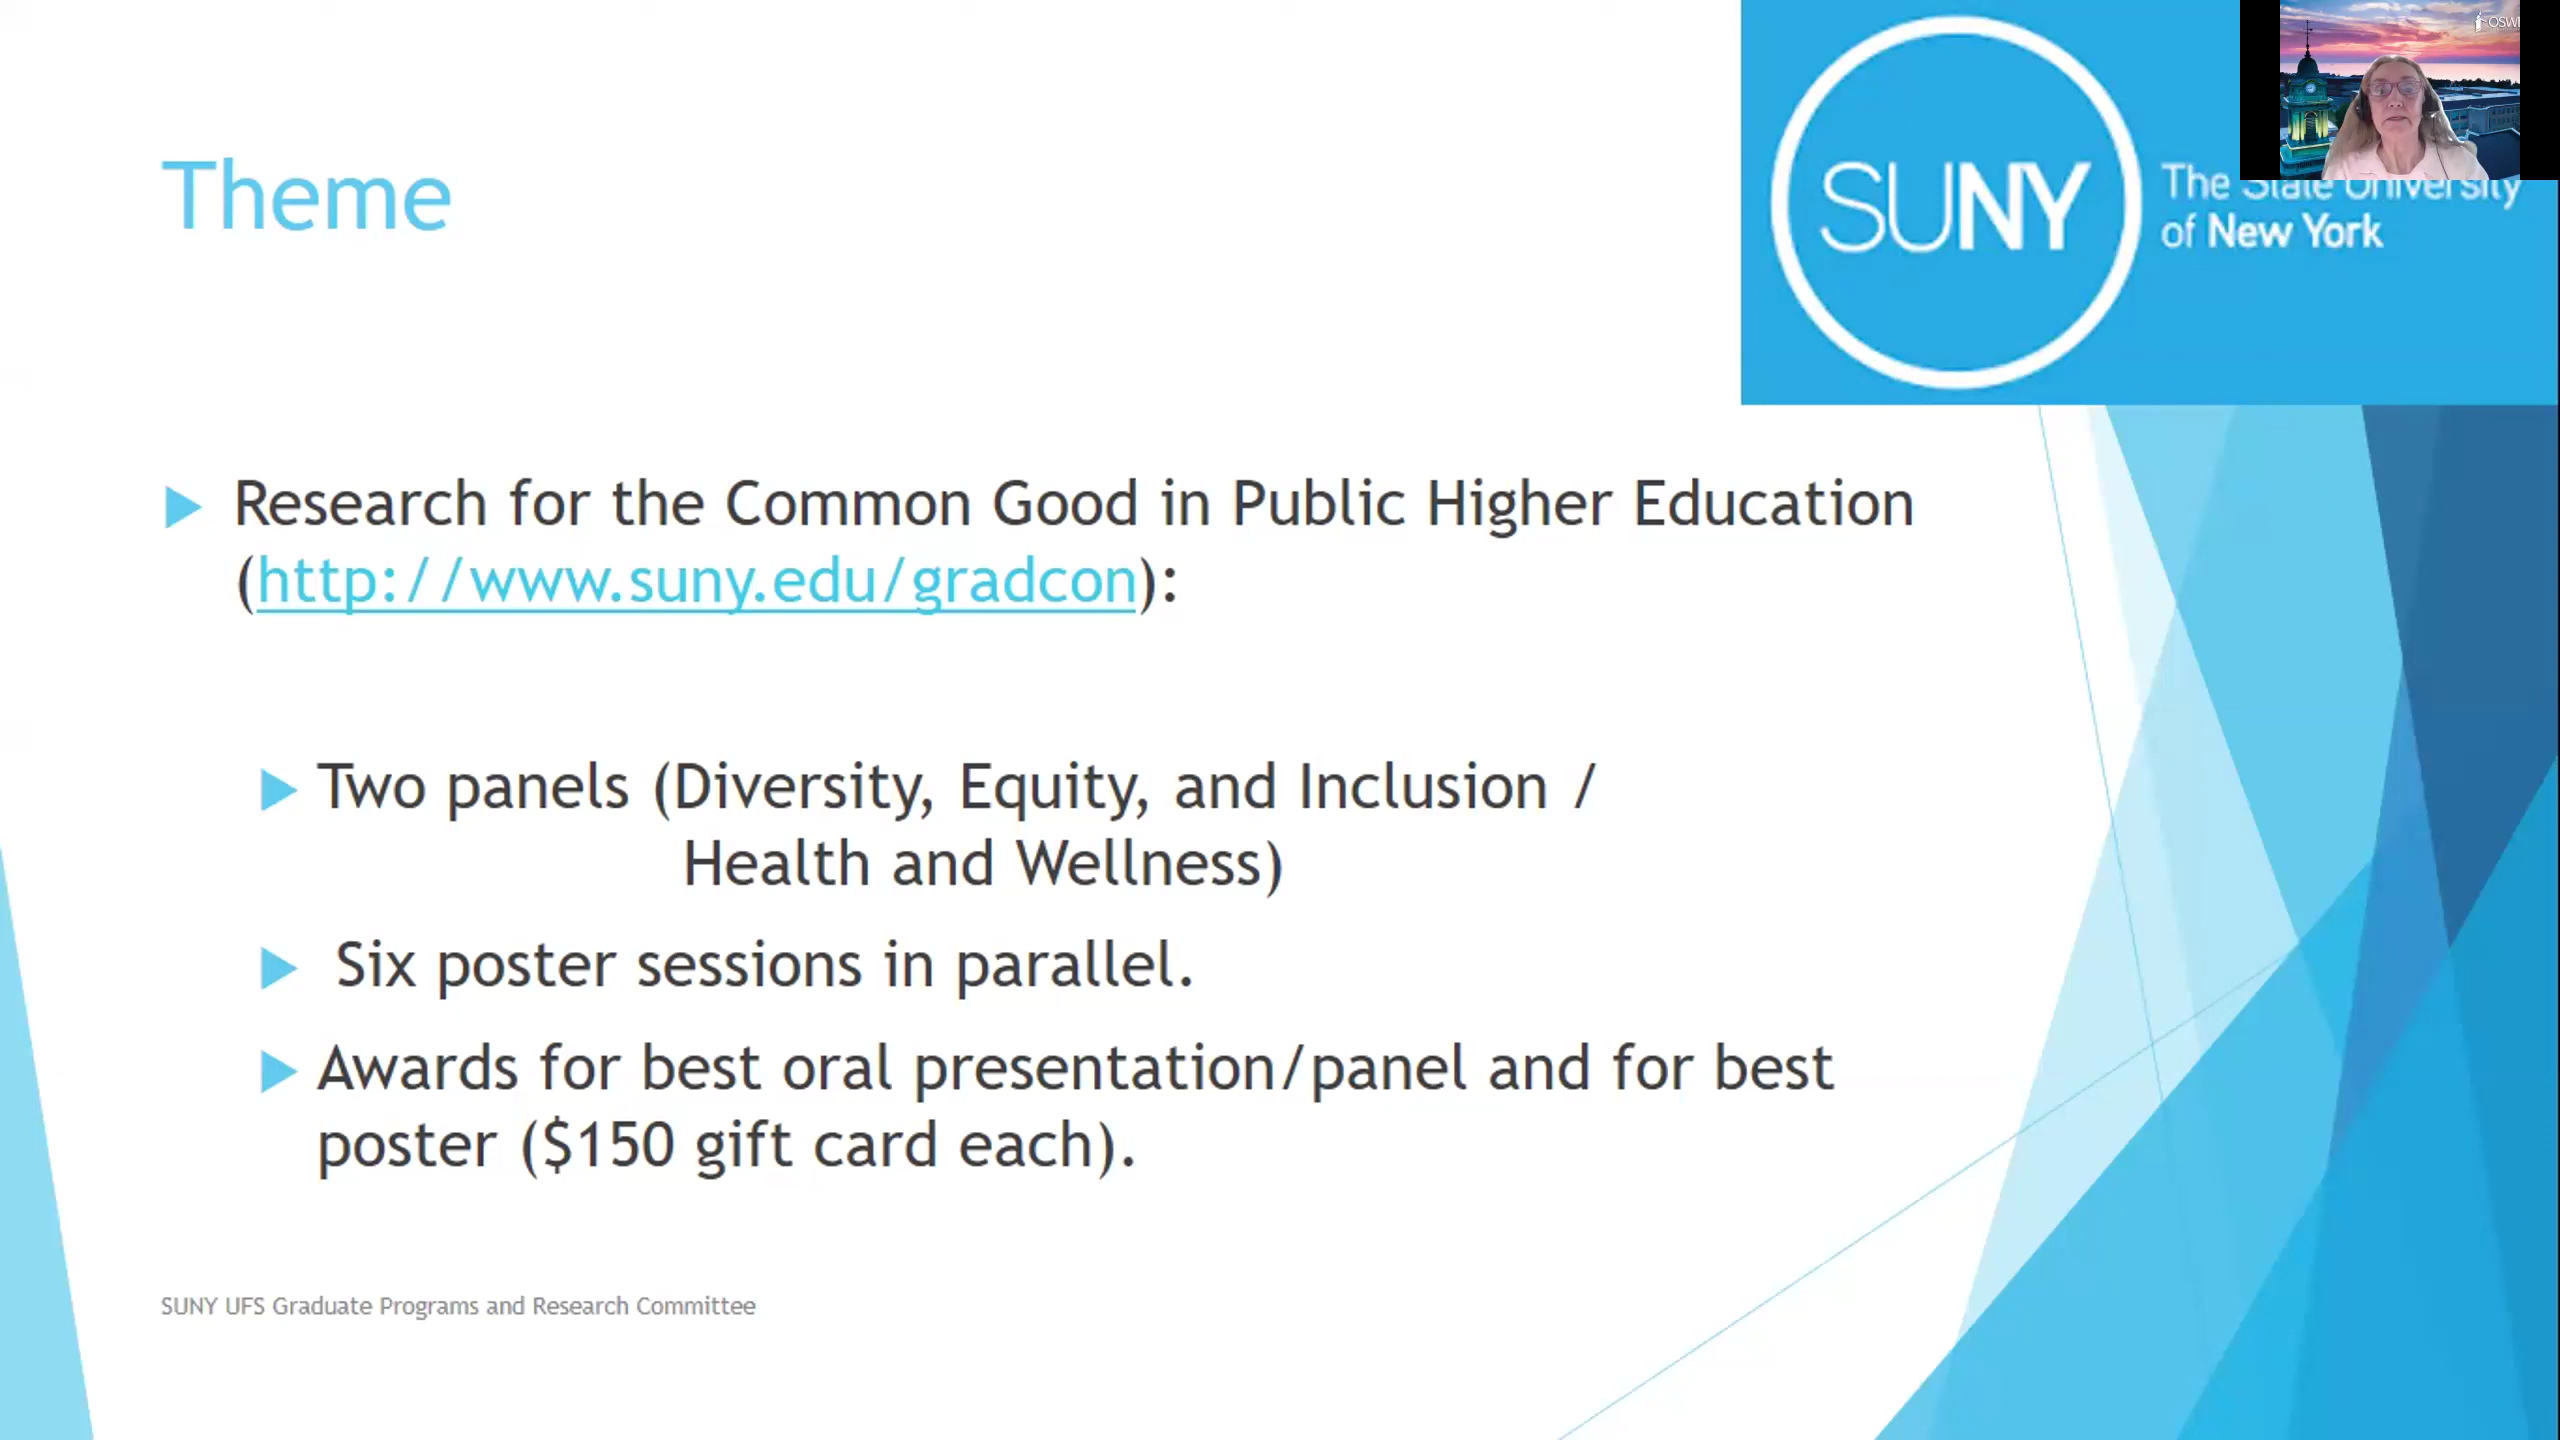 Theme
SUNY
The State University
of New York
Research for the Common Good in Public Higher Education
(http://www.suny.edu/gradcon):
Two panels (Diversity, Equity, and Inclusion /
Health and Wellness)
Six poster sessions in parallel.
Awards for best oral presentation/panel and for best
poster ($150 gift card each).
SUNY UFS Graduate Programs and Research Committee